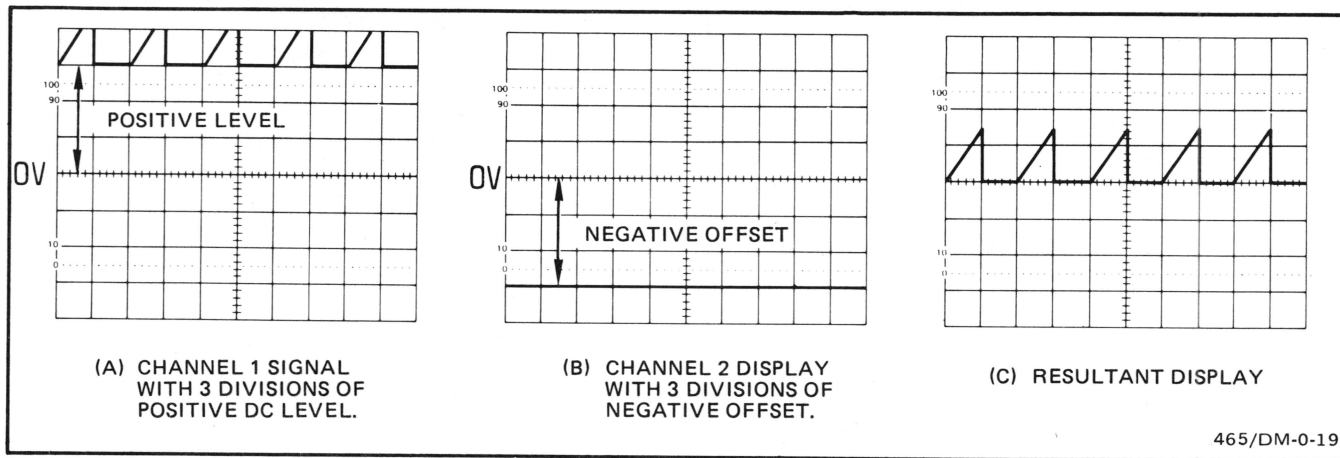 100
90
POSITIVE LEVEL
0V
10
0
(A) CHANNEL 1 SIGNAL
WITH 3 DIVISIONS OF
POSITIVE DC LEVEL.
100
90
0V
NEGATIVE OFFSET
10
0
(B) CHANNEL 2 DISPLAY
WITH 3 DIVISIONS OF
NEGATIVE OFFSET.
100
90
10
0
(C) RESULTANT DISPLAY
465/DM-0-19